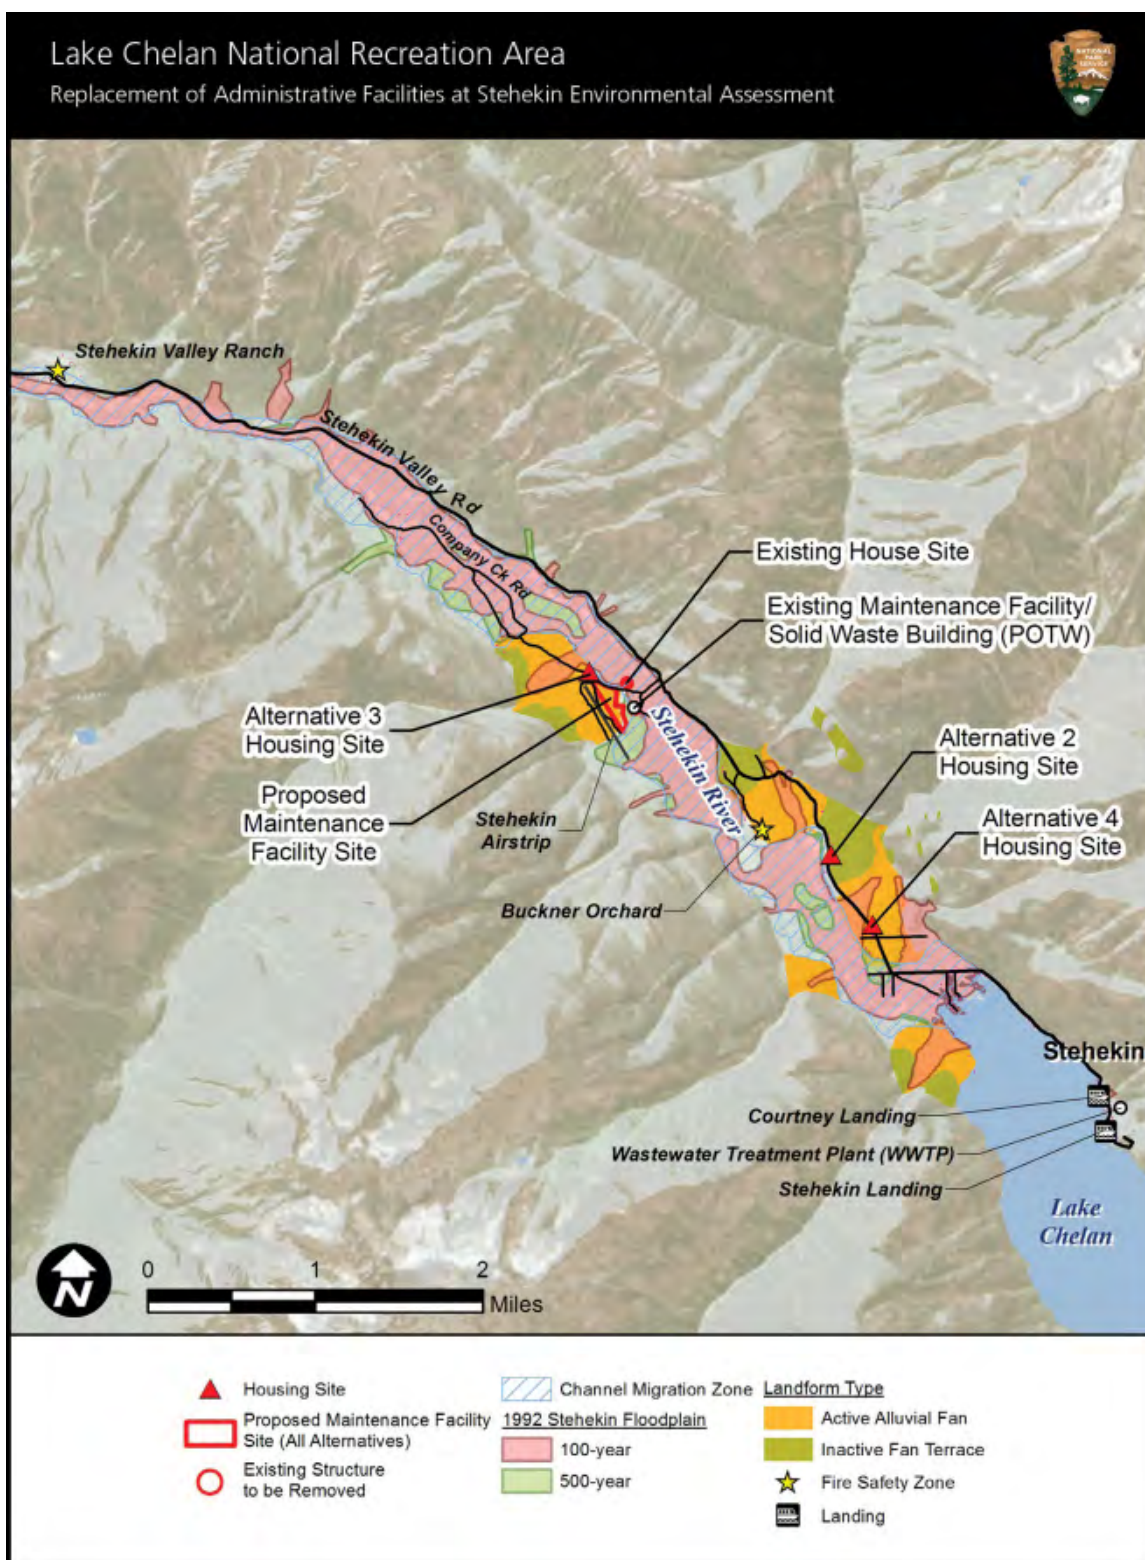 Lake Chelan National Recreation Area
Replacement of Administrative Facilities at Stehekin Environmental Assessment
NATIONAL
PARK
SERVICE
Stehekin Valley Ranch
Stehekin Valley Rd
Company Ck Rd
Existing House Site
Existing Maintenance Facility/
Solid Waste Building (POTW)
Alternative 3
Housing Site
Stehekin River
Alternative 2
Housing Site
Proposed
Maintenance
Facility Site
Stehekin
Airstrip
Alternative 4
Housing Site
Buckner Orchard
Stehekin
Courtney Landing
Wastewater Treatment Plant (WWTP)
Stehekin Landing
Lake
Chelan
N
0 1 2
Miles
Housing Site
Proposed Maintenance Facility
Site (All Alternatives)
Existing Structure
to be Removed
Channel Migration Zone
1992 Stehekin Floodplain
100-year
500-year
Landform Type
Active Alluvial Fan
Inactive Fan Terrace
Fire Safety Zone
Landing